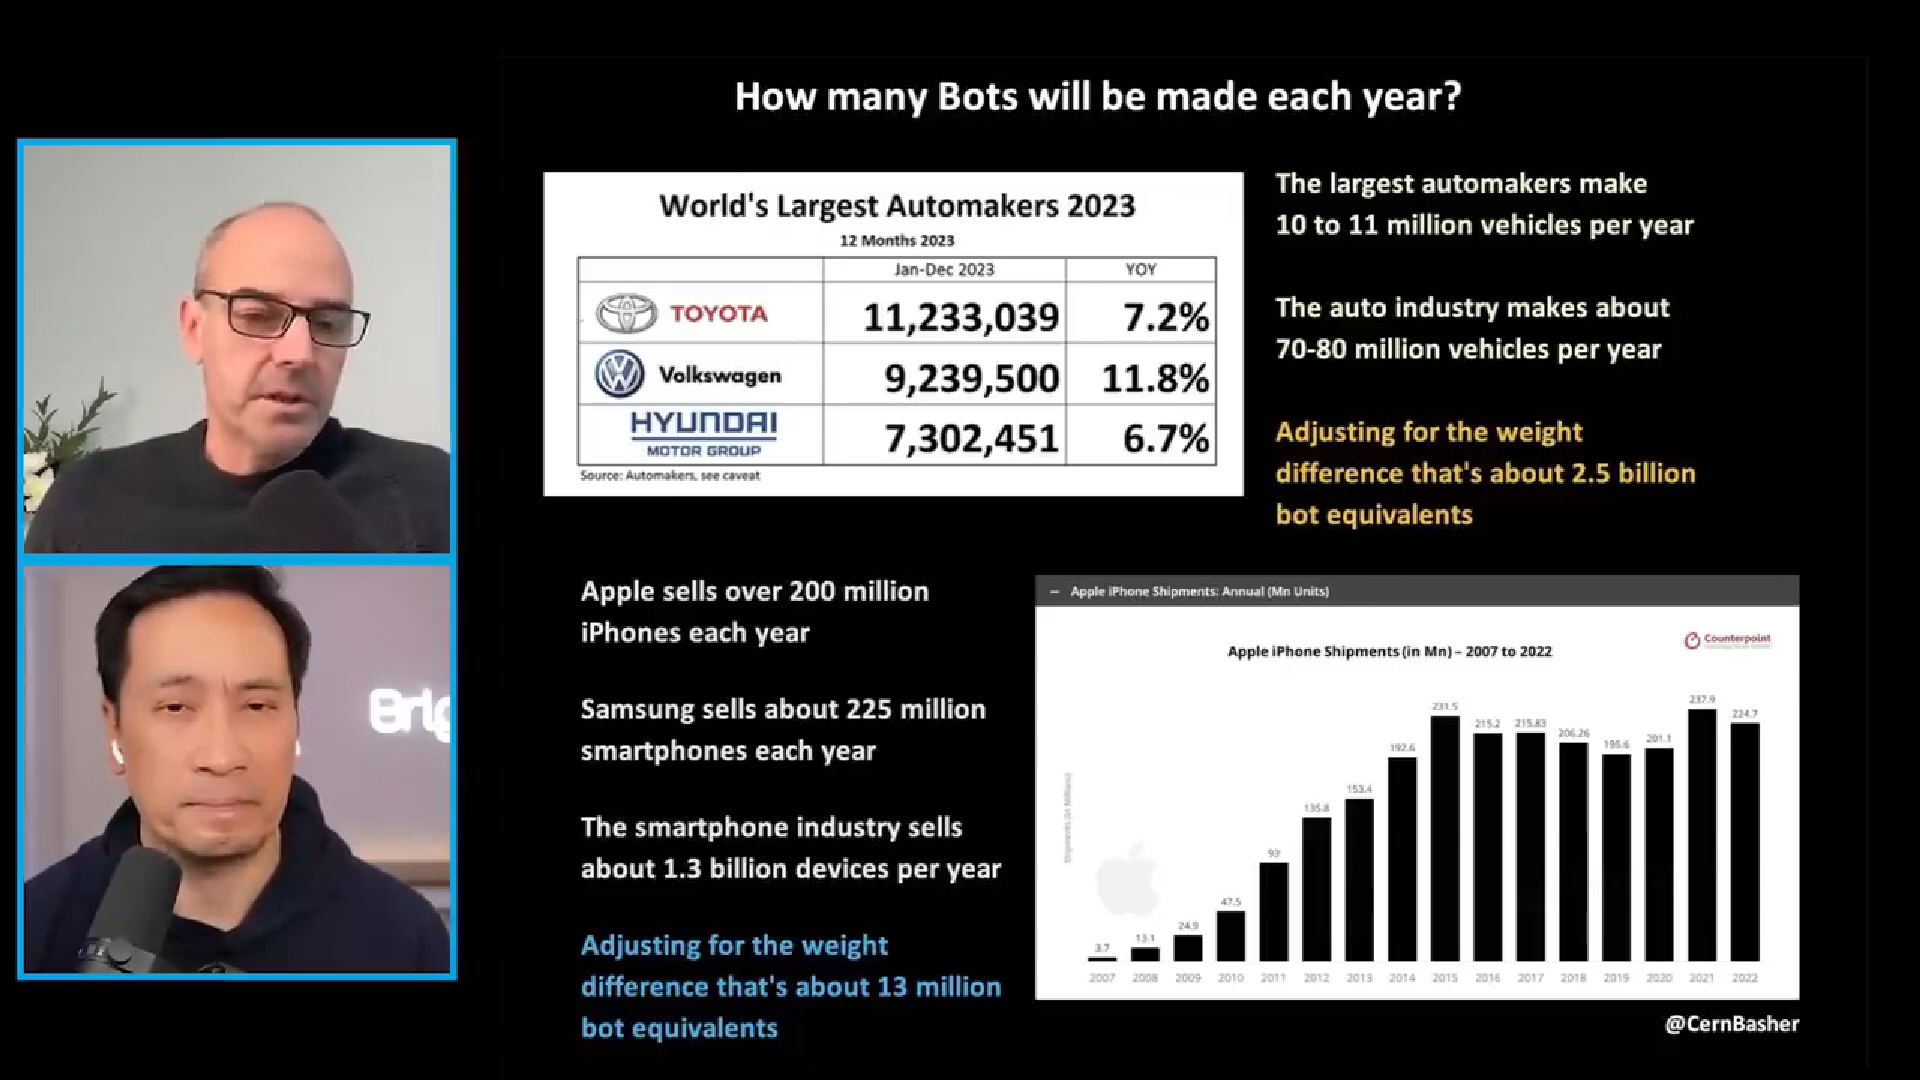 How many Bots will be made each year?
World's Largest Automakers 2023
12 Months 2023
Jan-Dec 2023 YOY
TOYOTA 11,233,039 7.2%
Volkswagen 9,239,500 11.8%
HYUNDAI
MOTOR GROUP 7,302,451 6.7%
Source: Automakers, see caveat
The largest automakers make
10 to 11 million vehicles per year
The auto industry makes about
70-80 million vehicles per year
Adjusting for the weight
difference that's about 2.5 billion
bot equivalents
Brig
Apple sells over 200 million
iPhones each year
Samsung sells about 225 million
smartphones each year
The smartphone industry sells
about 1.3 billion devices per year
Adjusting for the weight
difference that's about 13 million
bot equivalents
– Apple iPhone Shipments: Annual (Mn Units)
Counterpoint
Apple iPhone Shipments (in Mn) – 2007 to 2022
Shipments (in Millions)
3.7 13.1 24.9 47.5 93 135.8 153.4 192.6 231.5 215.2 215.83 206.26 195.6 201.1 237.9 224.7
2007 2008 2009 2010 2011 2012 2013 2014 2015 2016 2017 2018 2019 2020 2021 2022
@CernBasher